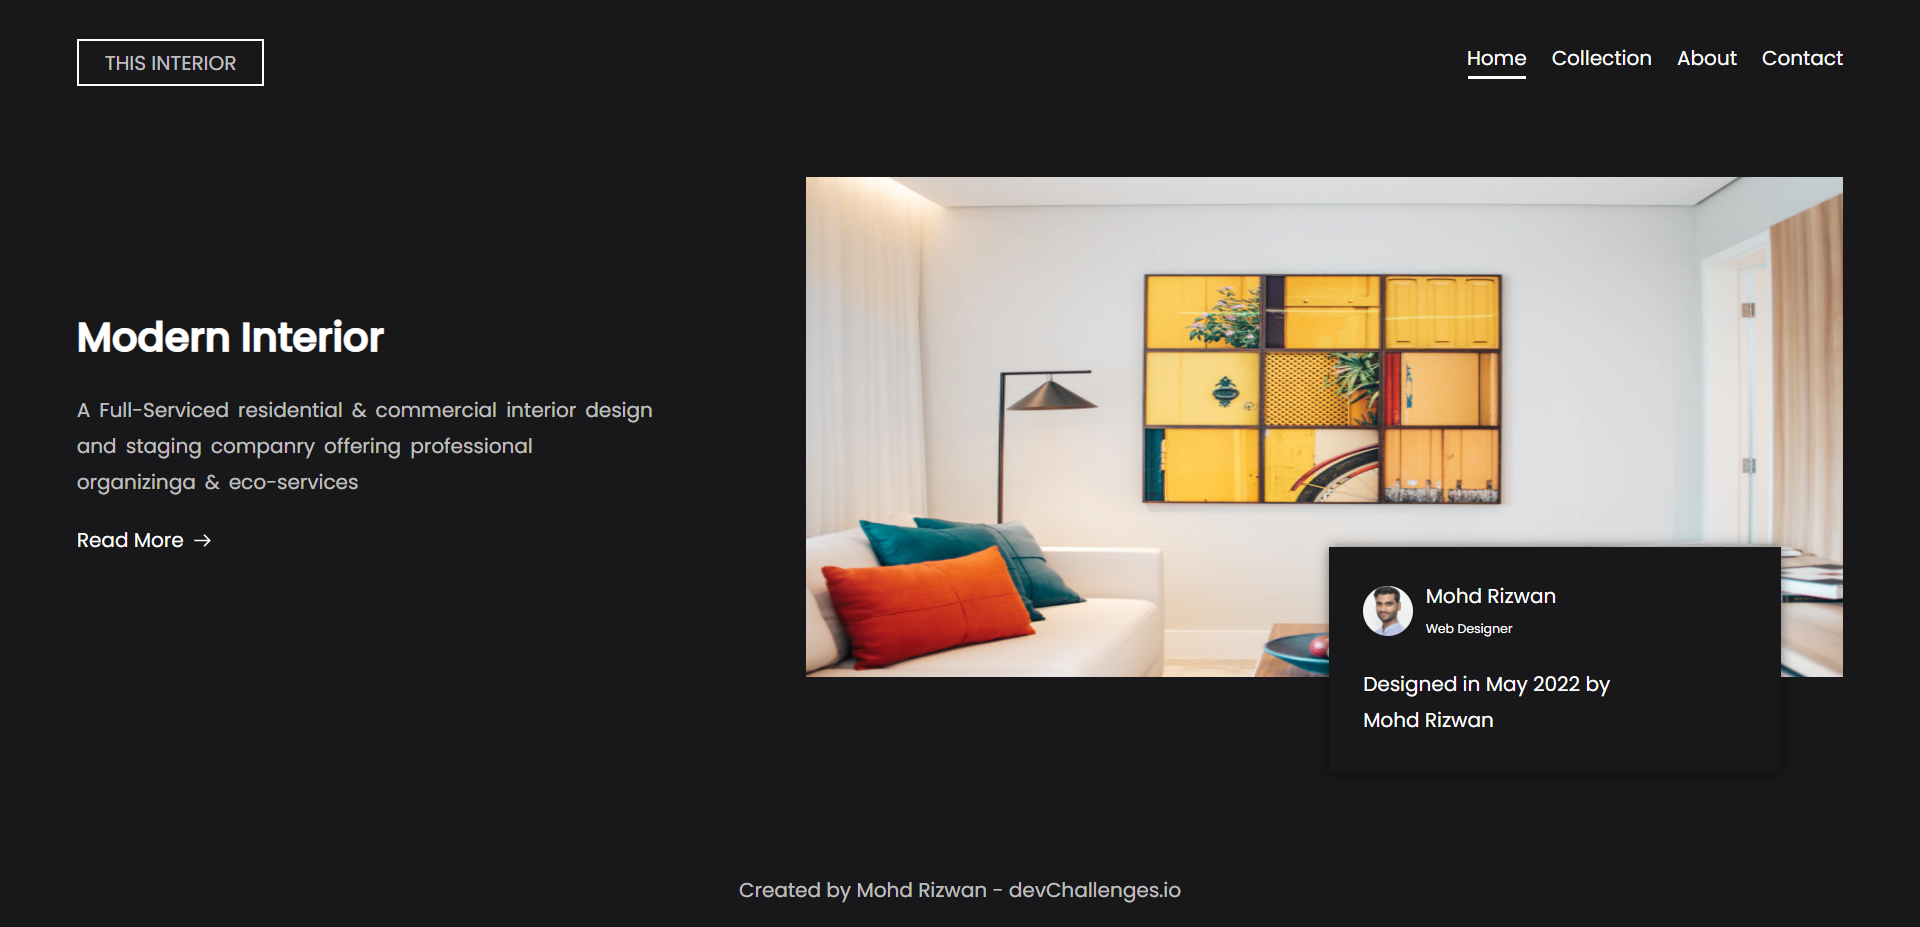 THIS INTERIOR
Home Collection About Contact
Modern Interior
A Full-Serviced residential & commercial interior design
and staging companry offering professional
organizinga & eco-services
Read More →
Mohd Rizwan
Web Designer
Designed in May 2022 by
Mohd Rizwan
Created by Mohd Rizwan - devChallenges.io